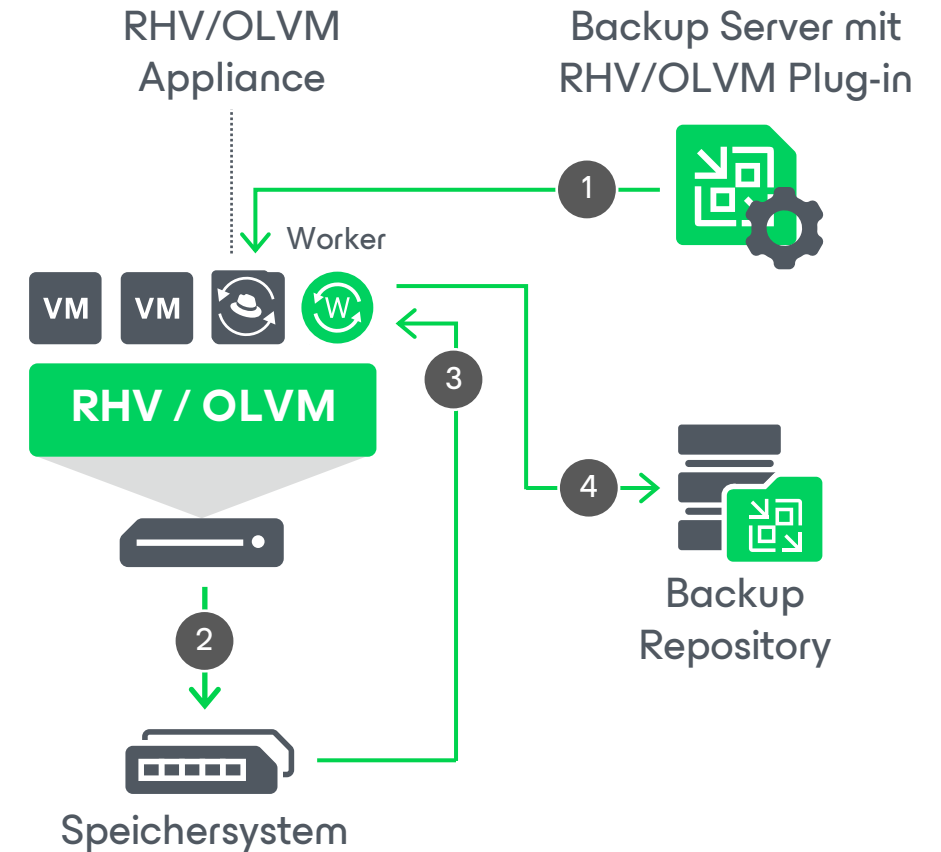 RHV/OLVM
Appliance
Backup Server mit
RHV/OLVM Plug-in
1
Worker
VM
VM
W
3
RHV / OLVM
4
2
Backup
Repository
Speichersystem